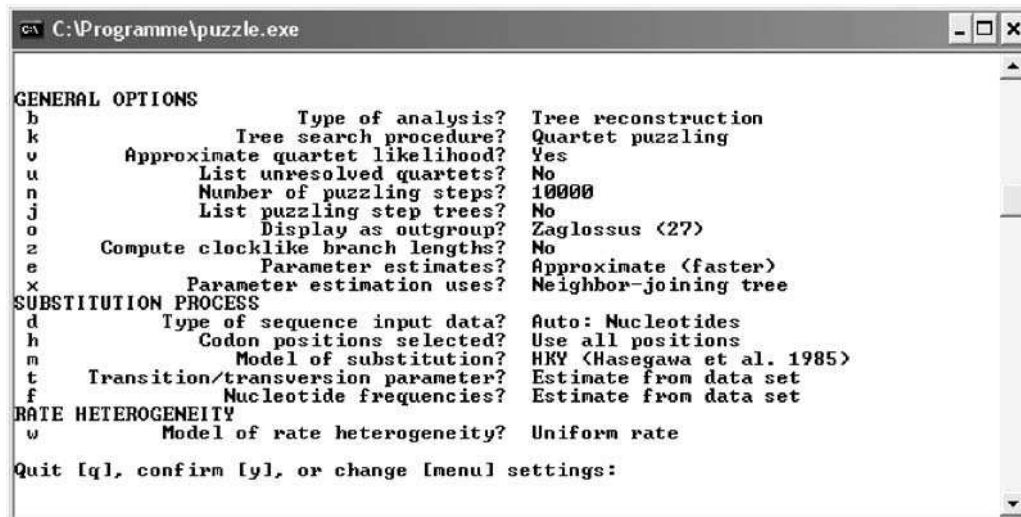 C:\Programme\puzzle.exe
GENERAL OPTIONS
b Type of analysis? Tree reconstruction
k Tree search procedure? Quartet puzzling
v Approximate quartet likelihood? Yes
u List unresolved quartets? No
n Number of puzzling steps? 10000
j List puzzling step trees? No
o Display as outgroup? Zaglossus (27)
z Compute clocklike branch lengths? No
e Parameter estimates? Approximate (faster)
x Parameter estimation uses? Neighbor-joining tree
SUBSTITUTION PROCESS
d Type of sequence input data? Auto: Nucleotides
h Codon positions selected? Use all positions
m Model of substitution? HKY (Hasegawa et al. 1985)
t Transition/transversion parameter? Estimate from data set
f Nucleotide frequencies? Estimate from data set
RATE HETEROGENEITY
w Model of rate heterogeneity? Uniform rate
Quit [q], confirm [y], or change [menu] settings: